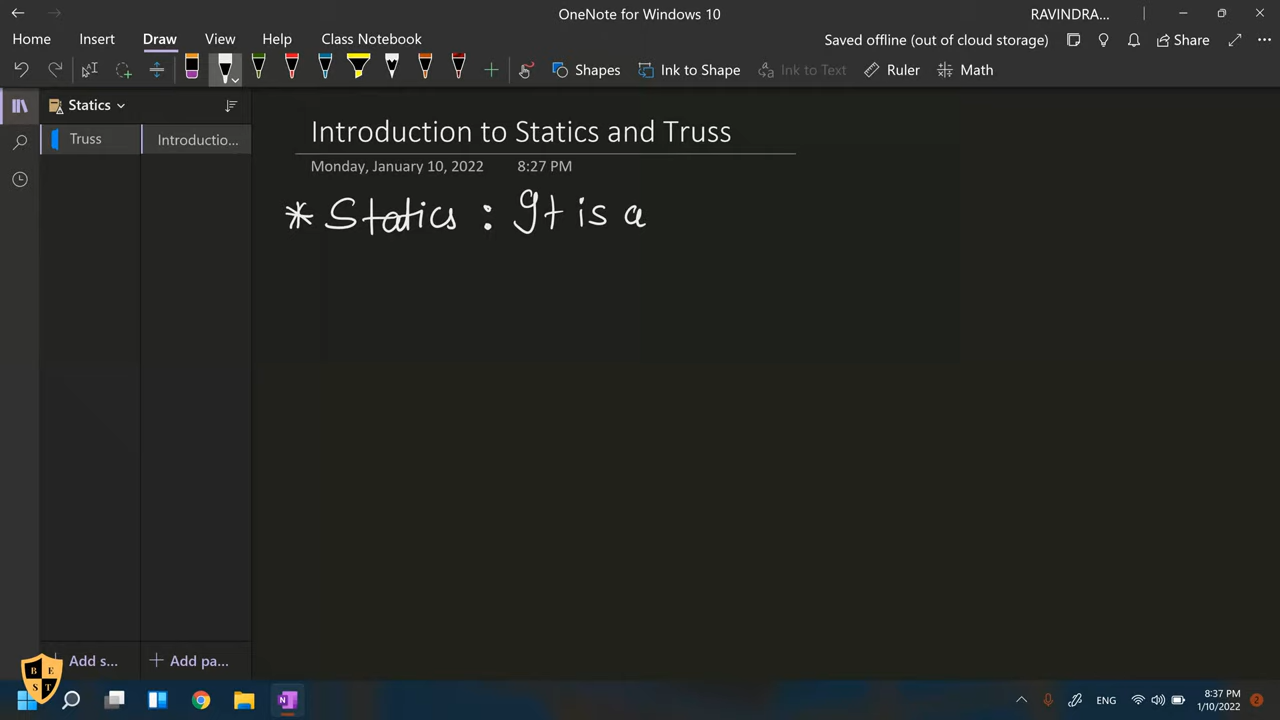 OneNote for Windows 10
RAVINDRA...
Home Insert Draw View Help Class Notebook
Saved offline (out of cloud storage) Share
Shapes Ink to Shape Ink to Text Ruler Math
Statics
Truss
Introductio...
Introduction to Statics and Truss
Monday, January 10, 2022 8:27 PM
* Statics : It is a
Add s... Add pa...
B E
S T
ENG
8:37 PM
1/10/2022
2